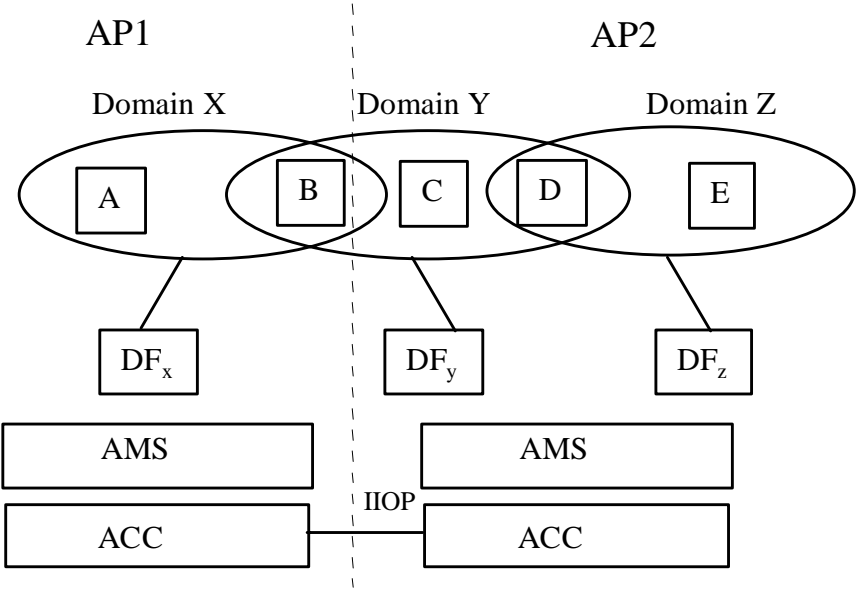 AP1 AP2
Domain X Domain Y Domain Z
A B C D E
DFx DFy DFz
AMS AMS
IIOP
ACC ACC